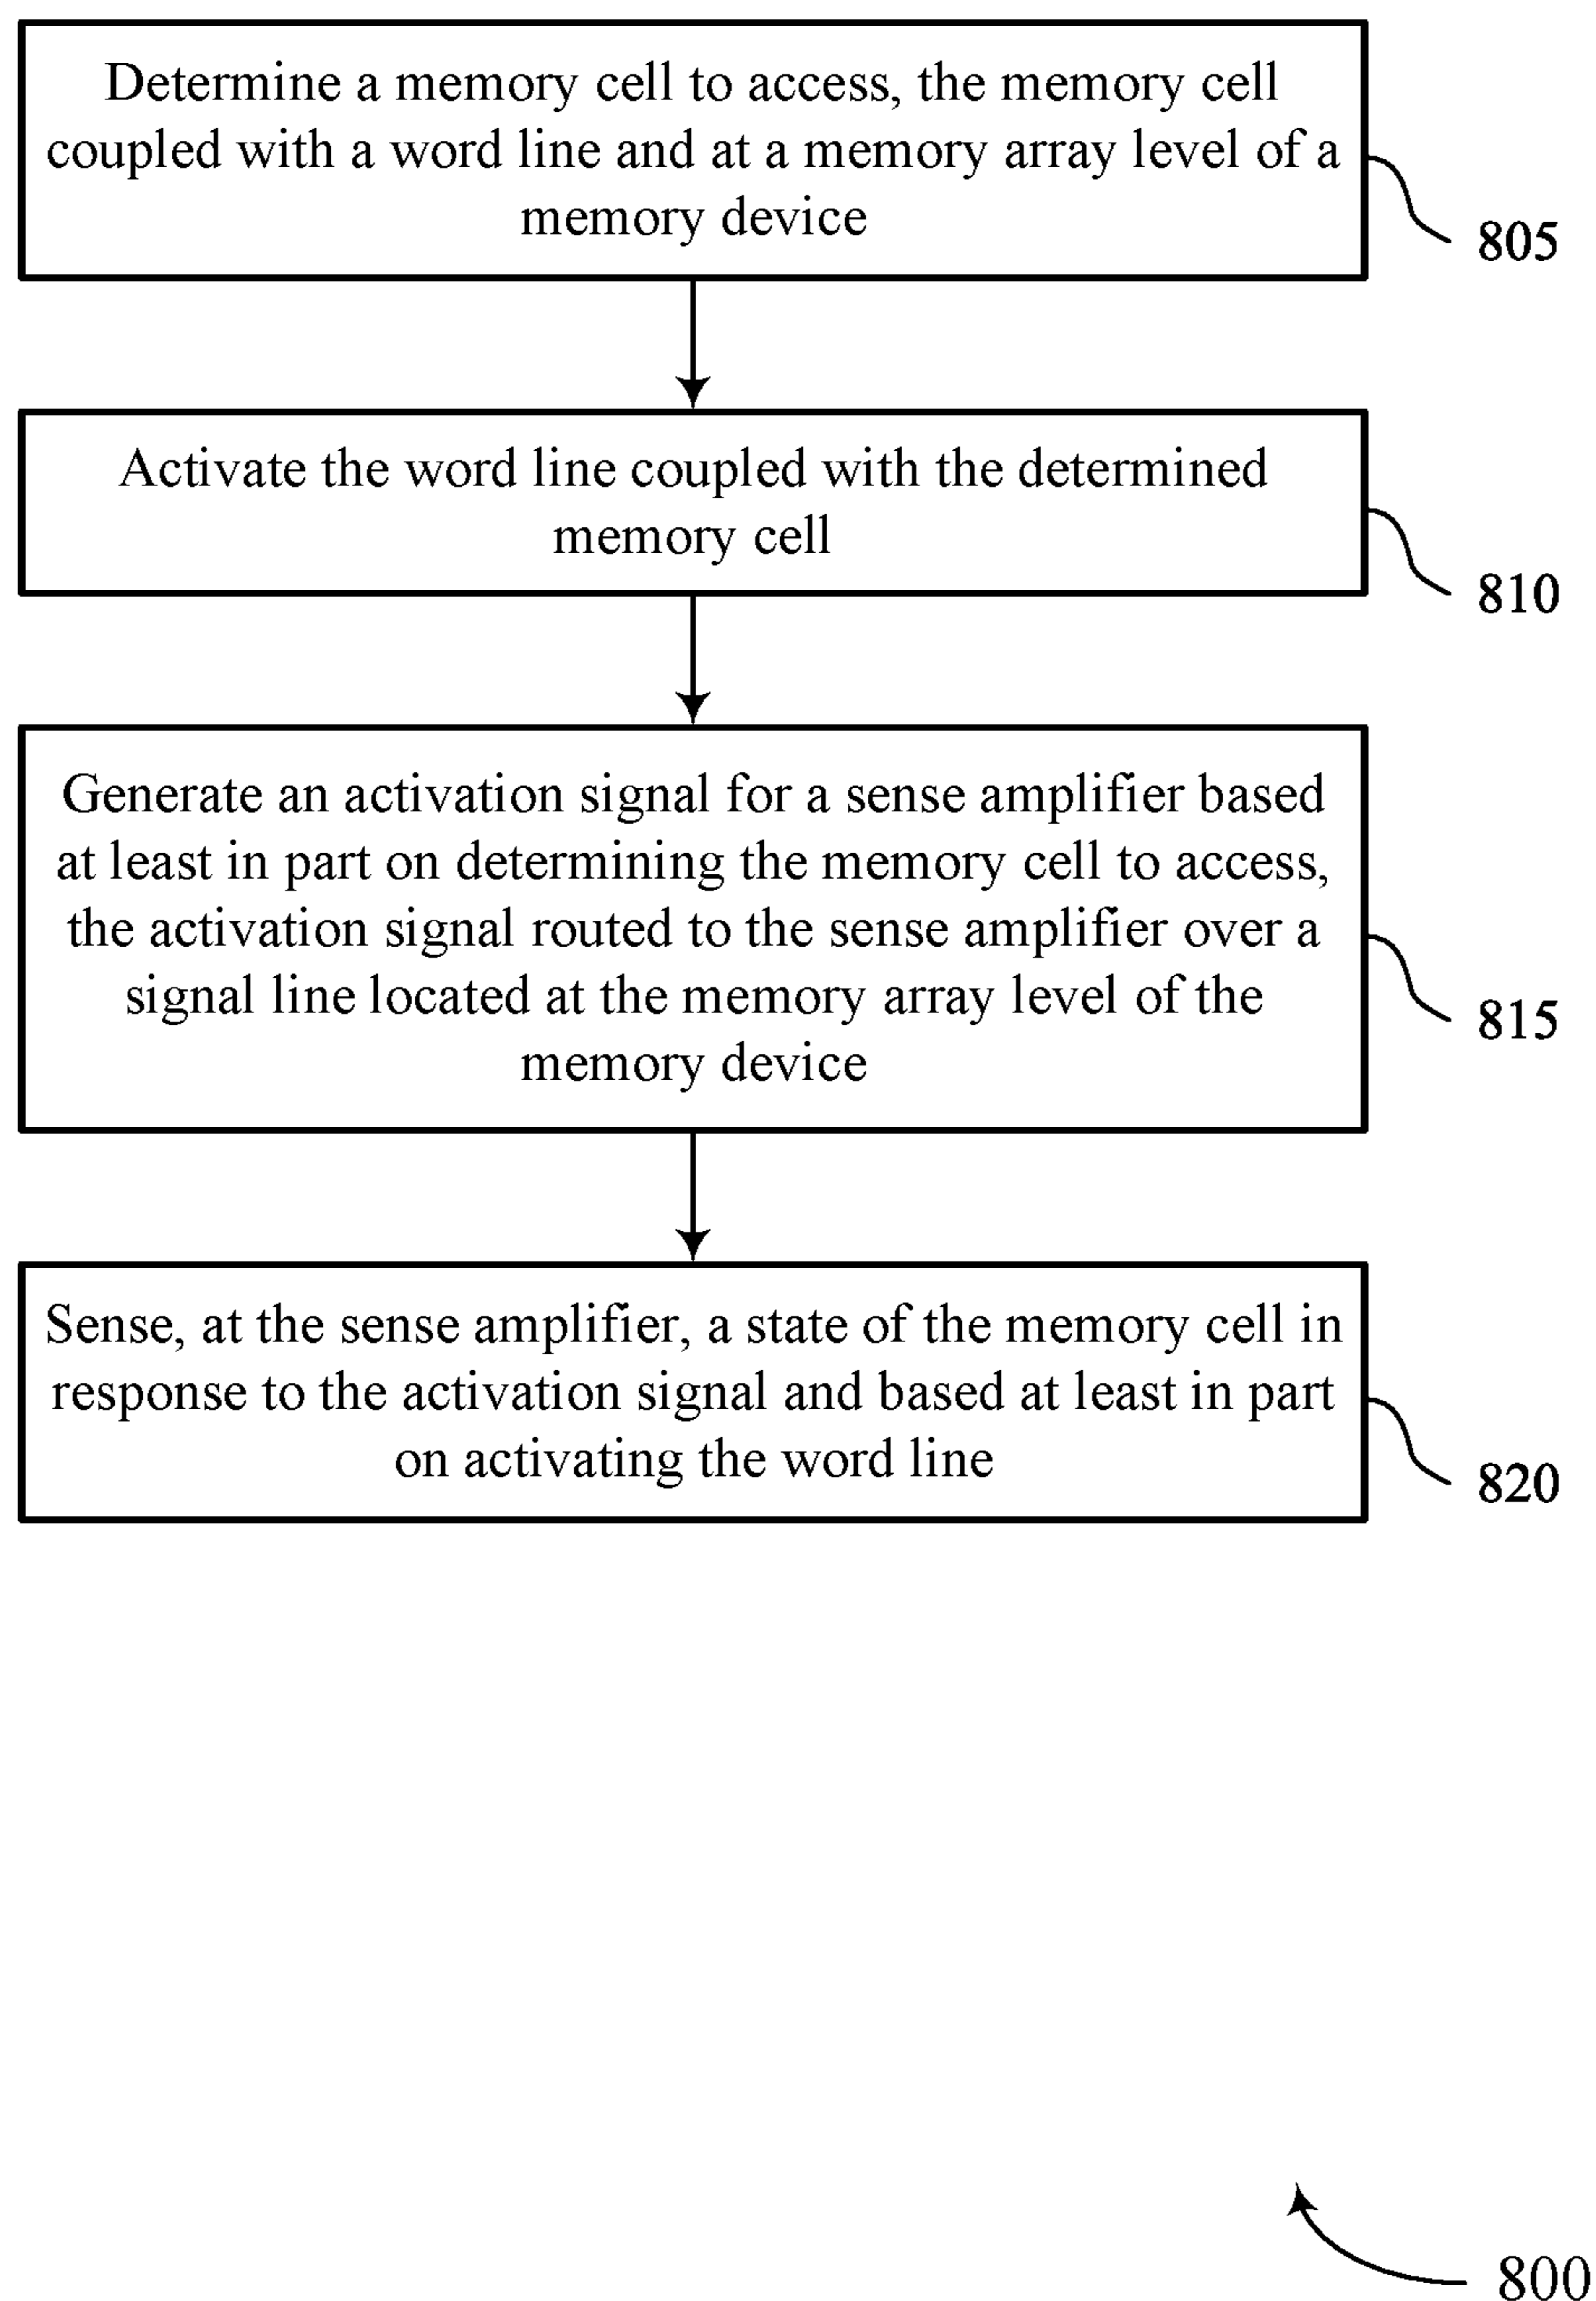 Determine a memory cell to access, the memory cell
coupled with a word line and at a memory array level of a
memory device
805
Activate the word line coupled with the determined
memory cell
810
Generate an activation signal for a sense amplifier based
at least in part on determining the memory cell to access,
the activation signal routed to the sense amplifier over a
signal line located at the memory array level of the
memory device
815
Sense, at the sense amplifier, a state of the memory cell in
response to the activation signal and based at least in part
on activating the word line
820
800